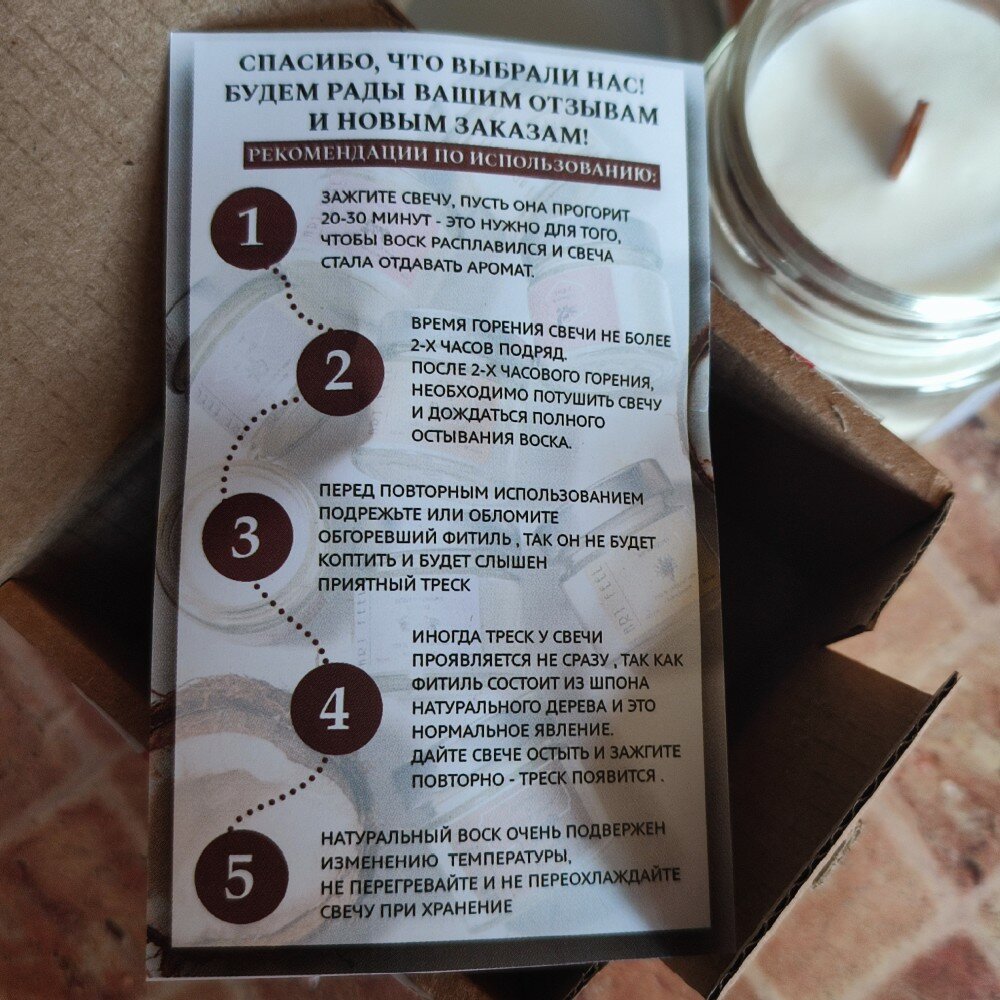 СПАСИБО, ЧТО ВЫБРАЛИ НАС!
БУДЕМ РАДЫ ВАШИМ ОТЗЫВАМ
И НОВЫМ ЗАКАЗАМ!
РЕКОМЕНДАЦИИ ПО ИСПОЛЬЗОВАНИЮ:
1
ЗАЖГИТЕ СВЕЧУ, ПУСТЬ ОНА ПРОГОРИТ
20-30 МИНУТ - ЭТО НУЖНО ДЛЯ ТОГО,
ЧТОБЫ ВОСК РАСПЛАВИЛСЯ И СВЕЧА
СТАЛА ОТДАВАТЬ АРОМАТ.
2
ВРЕМЯ ГОРЕНИЯ СВЕЧИ НЕ БОЛЕЕ
2-Х ЧАСОВ ПОДРЯД.
ПОСЛЕ 2-Х ЧАСОВОГО ГОРЕНИЯ,
НЕОБХОДИМО ПОТУШИТЬ СВЕЧУ
И ДОЖДАТЬСЯ ПОЛНОГО
ОСТЫВАНИЯ ВОСКА.
3
ПЕРЕД ПОВТОРНЫМ ИСПОЛЬЗОВАНИЕМ
ПОДРЕЖЬТЕ ИЛИ ОБЛОМИТЕ
ОБГОРЕВШИЙ ФИТИЛЬ , ТАК ОН НЕ БУДЕТ
КОПТИТЬ И БУДЕТ СЛЫШЕН
ПРИЯТНЫЙ ТРЕСК
4
ИНОГДА ТРЕСК У СВЕЧИ
ПРОЯВЛЯЕТСЯ НЕ СРАЗУ , ТАК КАК
ФИТИЛЬ СОСТОИТ ИЗ ШПОНА
НАТУРАЛЬНОГО ДЕРЕВА И ЭТО
НОРМАЛЬНОЕ ЯВЛЕНИЕ.
ДАЙТЕ СВЕЧЕ ОСТЫТЬ И ЗАЖГИТЕ
ПОВТОРНО - ТРЕСК ПОЯВИТСЯ .
5
НАТУРАЛЬНЫЙ ВОСК ОЧЕНЬ ПОДВЕРЖЕН
ИЗМЕНЕНИЮ ТЕМПЕРАТУРЫ,
НЕ ПЕРЕГРЕВАЙТЕ И НЕ ПЕРЕОХЛАЖДАЙТЕ
СВЕЧУ ПРИ ХРАНЕНИЕ